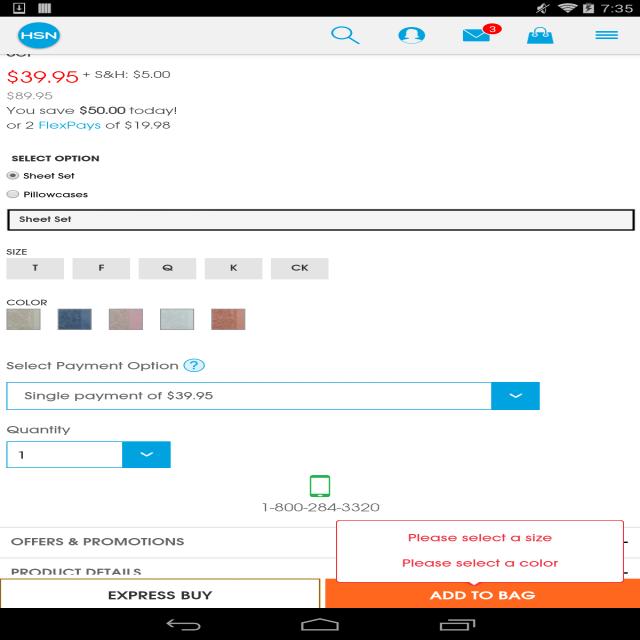 7:35
HSN
3
$39.95 + S&H: $5.00
$89.95
You save $50.00 today!
or 2 FlexPays of $19.98
SELECT OPTION
Sheet Set
Pillowcases
Sheet Set
SIZE
T F Q K CK
COLOR
Select Payment Option ?
Single payment of $39.95
Quantity
1
1-800-284-3320
OFFERS & PROMOTIONS
Please select a size
Please select a color
PRODUCT DETAILS
EXPRESS BUY
ADD TO BAG